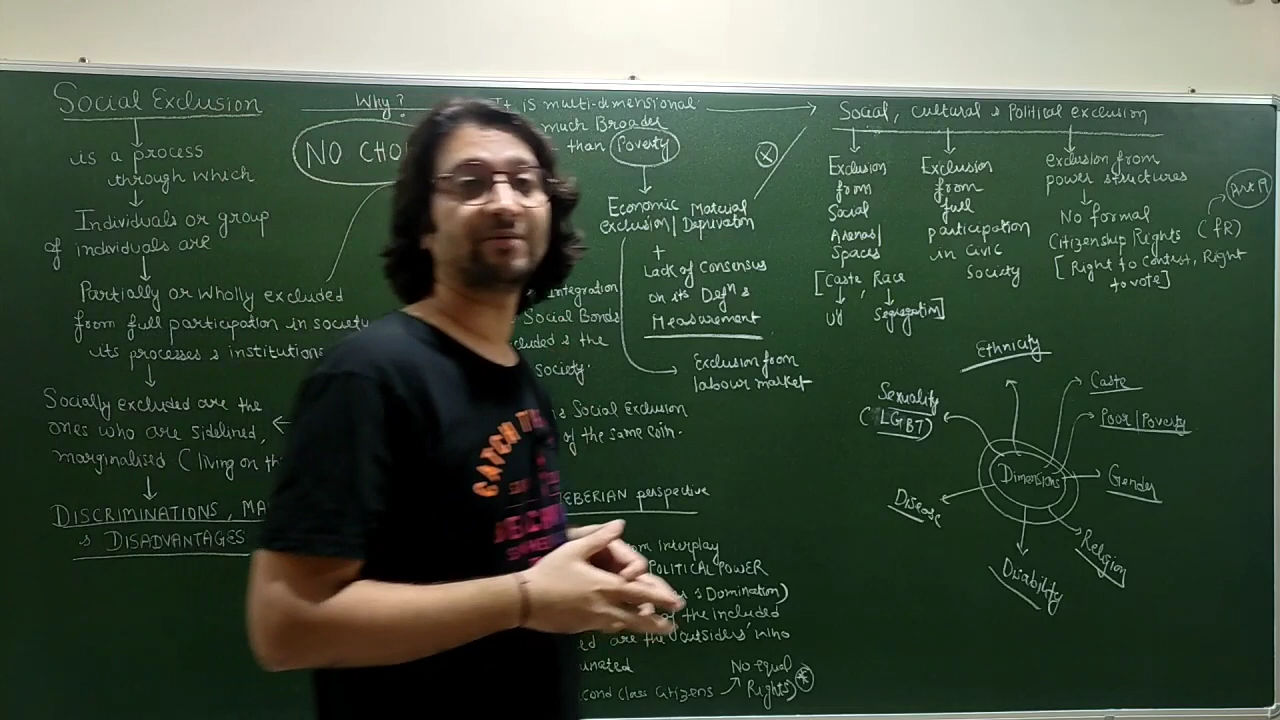 Social Exclusion
is a process
through which
Individuals or group
of individuals are
Partially or wholly excluded
from full participation in society
its processes & institutions
Socially excluded are the
ones who are sidelined,
marginalised (living on th
DISCRIMINATIONS, MA
& DISADVANTAGES
Why?
NO CHO
It is multi-dimensional
much Broader
than Poverty
Economic
exclusion / Material
Deprivation
+
Lack of Consensus
on its Defn &
Measurement
Exclusion from
labour market
Integration
Social Bonds
cluded & the
society.
is Social Exclusion
of the same coin.
EBERIAN perspective
om interplay
POLITICAL POWER
& Domination)
of the included
ed are the 'outsiders' who
inated
cond class citizens
No equal
Rights)
Social, cultural & Political exclusion
Exclusion
from
Social
Arenas/
Spaces
[Caste, Race
Segregation]
Exclusion
from
full
participation
in civic
Society
exclusion from
power structures
No formal
Citizenship Rights (fR)
[Right to Contest, Right
to vote]
Dimensions
Ethnicity
Caste
Poor/Poverty
Gender
Religion
Disability
Disease
Sexuality
(LGBT)
CATCH T